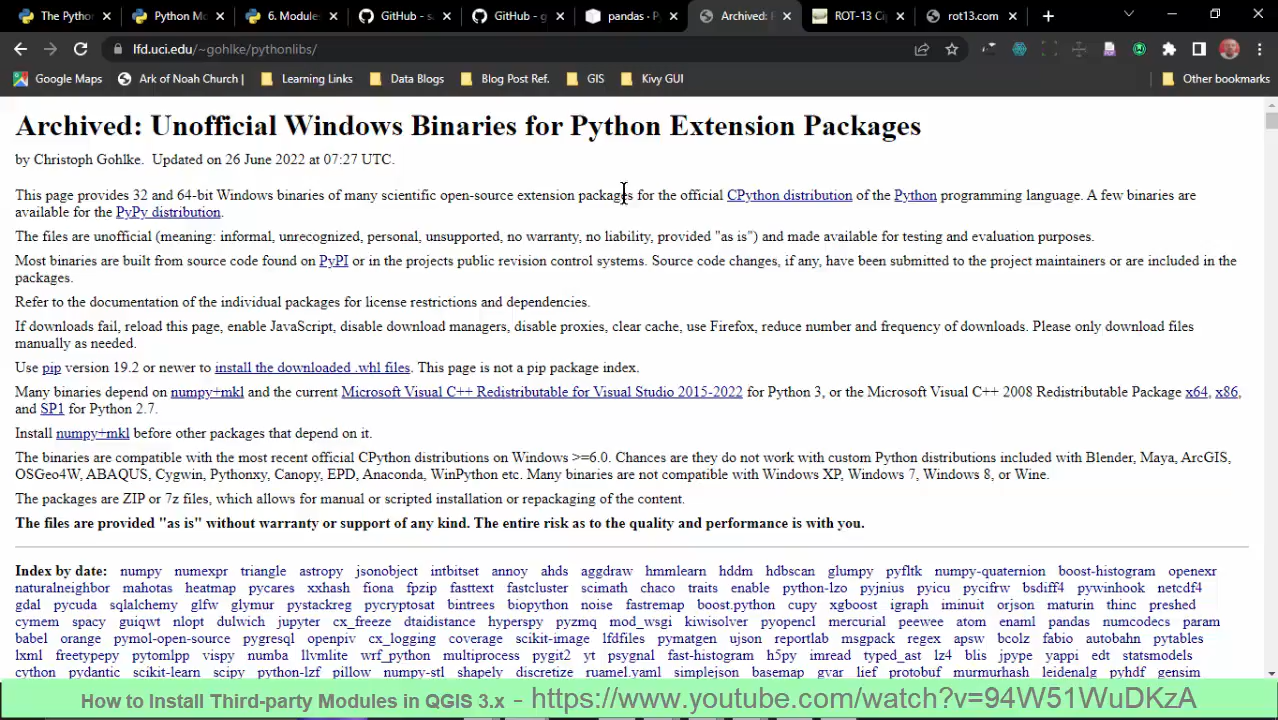 The Pytho
Python Mo
6. Modules
GitHub - s
GitHub - g
pandas · P
Archived: 
ROT-13 Ci
rot13.com
lfd.uci.edu/~gohlke/pythonlibs/
Google Maps
Ark of Noah Church |
Learning Links
Data Blogs
Blog Post Ref.
GIS
Kivy GUI
Other bookmarks
Archived: Unofficial Windows Binaries for Python Extension Packages
by Christoph Gohlke. Updated on 26 June 2022 at 07:27 UTC.
This page provides 32 and 64-bit Windows binaries of many scientific open-source extension packages for the official CPython distribution of the Python programming language. A few binaries are
available for the PyPy distribution.
The files are unofficial (meaning: informal, unrecognized, personal, unsupported, no warranty, no liability, provided "as is") and made available for testing and evaluation purposes.
Most binaries are built from source code found on PyPI or in the projects public revision control systems. Source code changes, if any, have been submitted to the project maintainers or are included in the
packages.
Refer to the documentation of the individual packages for license restrictions and dependencies.
If downloads fail, reload this page, enable JavaScript, disable download managers, disable proxies, clear cache, use Firefox, reduce number and frequency of downloads. Please only download files
manually as needed.
Use pip version 19.2 or newer to install the downloaded .whl files. This page is not a pip package index.
Many binaries depend on numpy+mkl and the current Microsoft Visual C++ Redistributable for Visual Studio 2015-2022 for Python 3, or the Microsoft Visual C++ 2008 Redistributable Package x64, x86,
and SP1 for Python 2.7.
Install numpy+mkl before other packages that depend on it.
The binaries are compatible with the most recent official CPython distributions on Windows >=6.0. Chances are they do not work with custom Python distributions included with Blender, Maya, ArcGIS,
OSGeo4W, ABAQUS, Cygwin, Pythonxy, Canopy, EPD, Anaconda, WinPython etc. Many binaries are not compatible with Windows XP, Windows 7, Windows 8, or Wine.
The packages are ZIP or 7z files, which allows for manual or scripted installation or repackaging of the content.
The files are provided "as is" without warranty or support of any kind. The entire risk as to the quality and performance is with you.
Index by date: numpy numexpr triangle astropy jsonobject intbitset annoy ahds aggdraw hmmlearn hddm hdbscan glumpy pyfltk numpy-quaternion boost-histogram openexr
naturalneighbor mahotas heatmap pycares xxhash fiona fpzip fasttext fastcluster scimath chaco traits enable python-lzo pyjnius pyicu pycifrw bsdiff4 pywinhook netcdf4
gdal pycuda sqlalchemy glfw glymur pystackreg pycryptosat bintrees biopython noise fastremap boost.python cupy xgboost igraph iminuit orjson maturin thinc preshed
cymem spacy guiqwt nlopt dulwich jupyter cx_freeze dtaidistance hyperspy pymzq mod_wsgi kiwisolver pyopencl mercurial peewee atom enaml pandas numcodecs param
babel orange pymol-open-source pygresql openpiv cx_logging coverage scikit-image lfdfiles pymatgen ujson reportlab msgpack regex apsw bcolz fabio autobahn pytables
lxml freetypepy pytomlpp vispy numba llvmlite wrf_python multiprocess pygit2 yt psygnal fast-histogram h5py imread typed_ast lz4 blis jpype yappi edt statsmodels
cython pydantic scikit-learn scipy python-lzf pillow numpy-stl shapely discretize ruamel.yaml simplejson basemap gvar lief protobuf murmurhash leidenalg pyhdf gensim
How to Install Third-party Modules in QGIS 3.x - https://www.youtube.com/watch?v=94W51WuDKzA